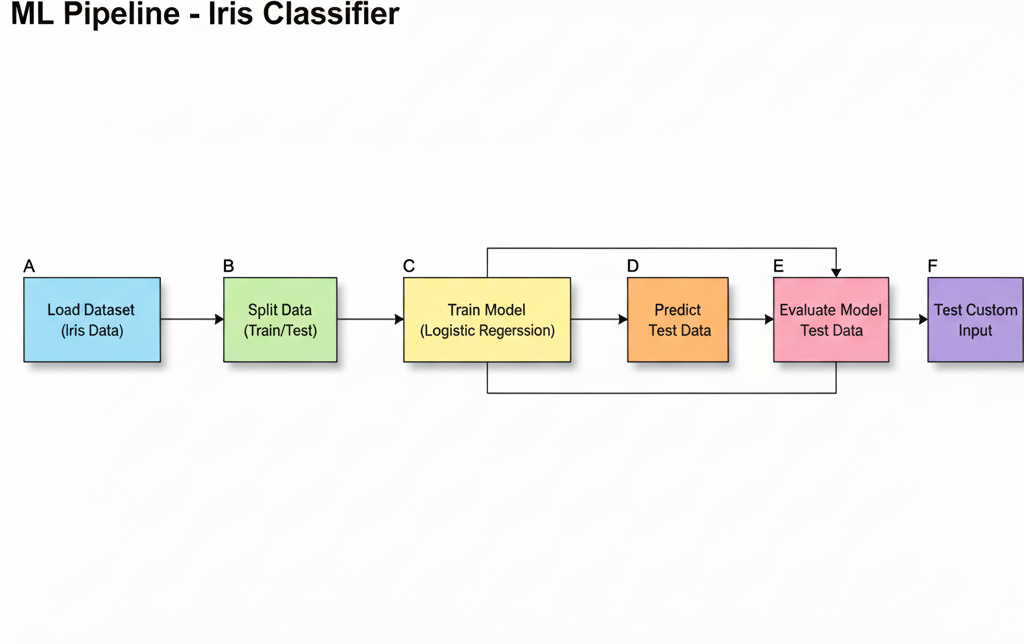 ML Pipeline - Iris Classifier
A
Load Dataset
(Iris Data)
B
Split Data
(Train/Test)
C
Train Model
(Logistic Regerssion)
D
Predict
Test Data
E
Evaluate Model
Test Data
F
Test Custom
Input